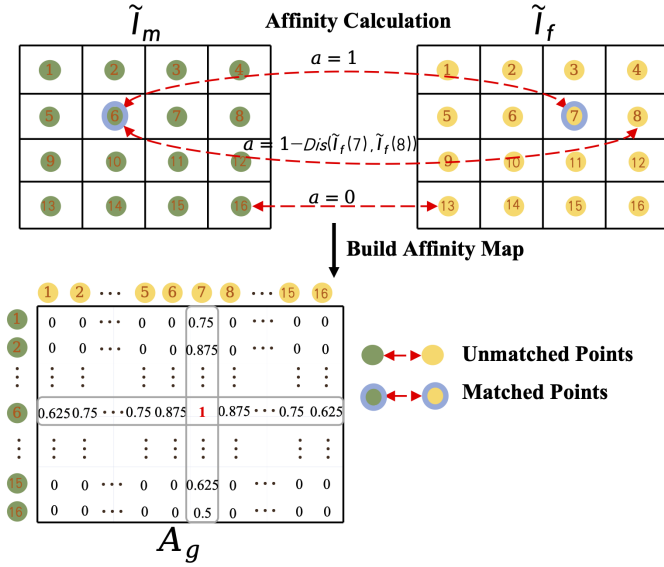 Ĩm Affinity Calculation Ĩf
1 2 3 4 a = 1 1 2 3 4
5 6 7 8 5 6 7 8
a = 1−Dis(Ĩf(7),Ĩf(8))
9 10 11 12 9 10 11 12
13 14 15 16 a = 0 13 14 15 16
Build Affinity Map
1 2 ··· 5 6 7 8 ··· 15 16
1 0 0 ··· 0 0 0.75 0 ··· 0 0
2 0 0 ··· 0 0 0.875 0 ··· 0 0
Unmatched Points
⋮ ⋮ ⋮ ⋮ ⋮ ⋮ ⋮ ⋮ ⋮
Matched Points
6 0.625 0.75 ··· 0.75 0.875 1 0.875 ··· 0.75 0.625
⋮ ⋮ ⋮ ⋮ ⋮ ⋮ ⋮ ⋮ ⋮
15 0 0 ··· 0 0 0.625 0 ··· 0 0
16 0 0 ··· 0 0 0.5 0 ··· 0 0
Ag